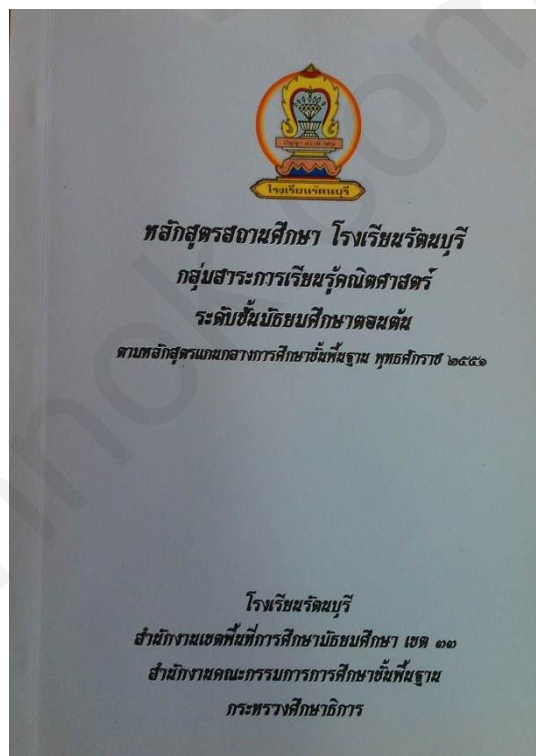 โรงเรียนรัตนบุรี
หลักสูตรสถานศึกษา โรงเรียนรัตนบุรี
กลุ่มสาระการเรียนรู้คณิตศาสตร์
ระดับชั้นมัธยมศึกษาตอนต้น
ตามหลักสูตรแกนกลางการศึกษาขั้นพื้นฐาน พุทธศักราช ๒๕๕๑
โรงเรียนรัตนบุรี
สำนักงานเขตพื้นที่การศึกษามัธยมศึกษา เขต ๓๓
สำนักงานคณะกรรมการการศึกษาขั้นพื้นฐาน
กระทรวงศึกษาธิการ